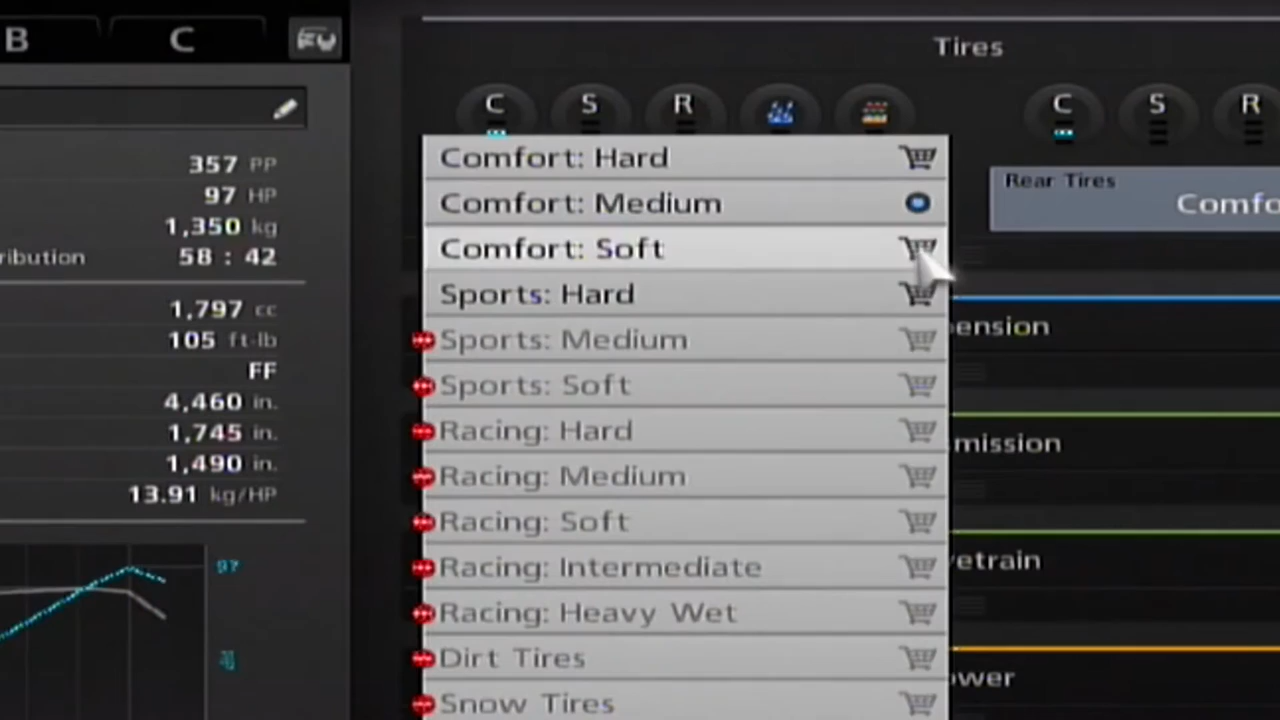 B
C
Tires
C
S
R
C
S
R
357 PP
97 HP
1,350 kg
ribution 58 : 42
1,797 cc
105 ft-lb
FF
4,460 in.
1,745 in.
1,490 in.
13.91 kg/HP
97
Comfort: Hard
Comfort: Medium
Comfort: Soft
Sports: Hard
Sports: Medium
Sports: Soft
Racing: Hard
Racing: Medium
Racing: Soft
Racing: Intermediate
Racing: Heavy Wet
Dirt Tires
Snow Tires
Rear Tires
Comfo
pension
mission
vetrain
ower